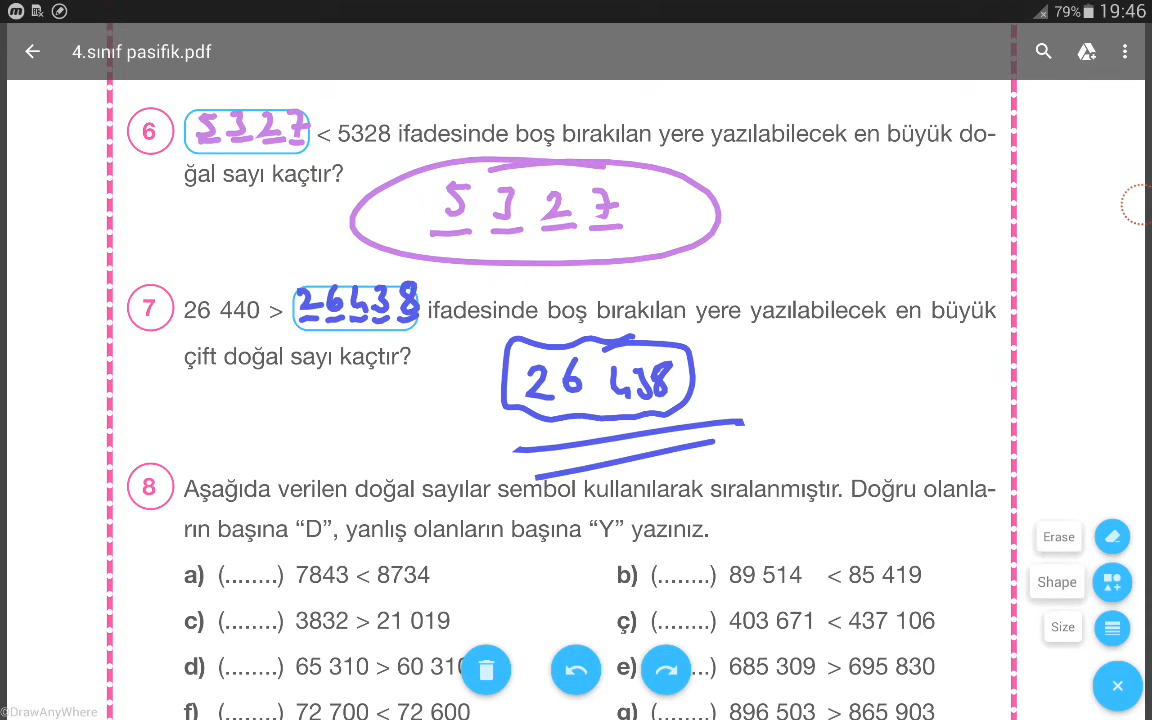 79% 19:46
4.sınıf pasifik.pdf
6 5327 < 5328 ifadesinde boş bırakılan yere yazılabilecek en büyük do-
ğal sayı kaçtır?
5327
7 26 440 > 26438 ifadesinde boş bırakılan yere yazılabilecek en büyük
çift doğal sayı kaçtır?
26 438
8 Aşağıda verilen doğal sayılar sembol kullanılarak sıralanmıştır. Doğru olanla-
rın başına “D”, yanlış olanların başına “Y” yazınız.
Erase
a) (........) 7843 < 8734 b) (........) 89 514 < 85 419
Shape
c) (........) 3832 > 21 019 ç) (........) 403 671 < 437 106
Size
d) (........) 65 310 > 60 310 e) ...) 685 309 > 695 830
f) (........) 72 700 < 72 600 g) (........) 896 503 > 865 903
©DrawAnyWhere